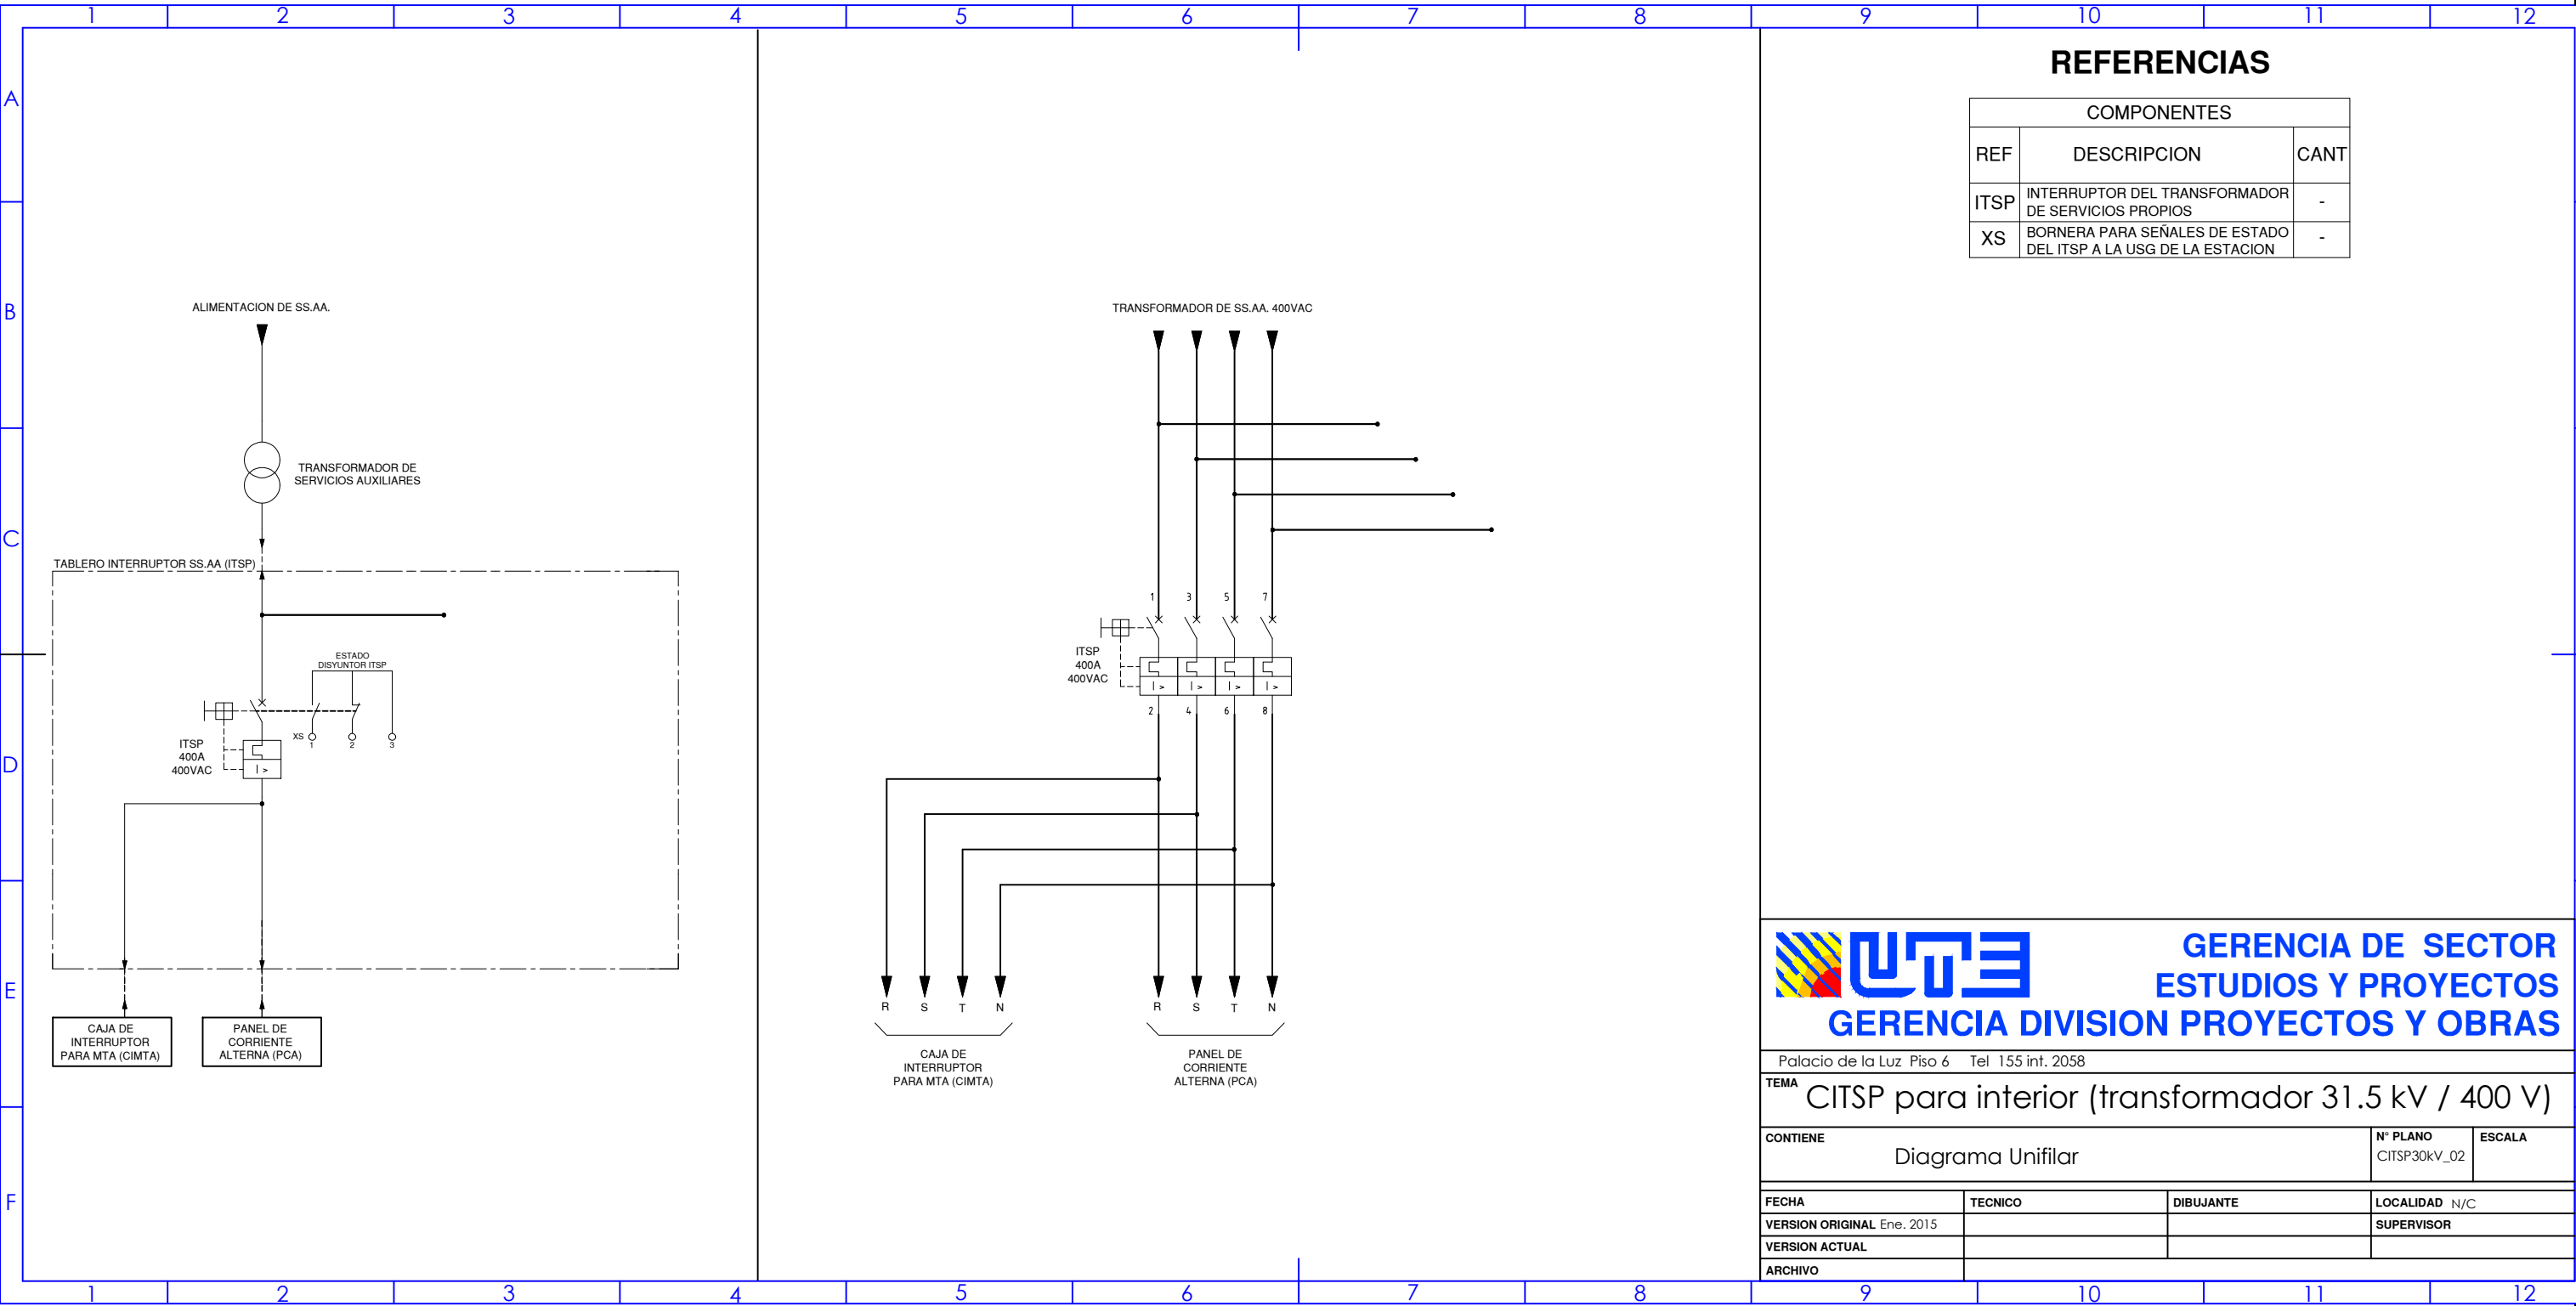 1 2 3 4 5 6 7 8 9 10 11 12
A
B
C
D
E
F
ALIMENTACION DE SS.AA.
TRANSFORMADOR DE
SERVICIOS AUXILIARES
TABLERO INTERRUPTOR SS.AA (ITSP)
ESTADO
DISYUNTOR ITSP
XS
1 2 3
ITSP
400A
400VAC
I >
CAJA DE
INTERRUPTOR
PARA MTA (CIMTA)
PANEL DE
CORRIENTE
ALTERNA (PCA)
TRANSFORMADOR DE SS.AA. 400VAC
1 3 5 7
ITSP
400A
400VAC
I > I > I > I >
2 4 6 8
R S T N
R S T N
CAJA DE
INTERRUPTOR
PARA MTA (CIMTA)
PANEL DE
CORRIENTE
ALTERNA (PCA)
REFERENCIAS
COMPONENTES
REF DESCRIPCION CANT
ITSP INTERRUPTOR DEL TRANSFORMADOR
DE SERVICIOS PROPIOS -
XS BORNERA PARA SEÑALES DE ESTADO
DEL ITSP A LA USG DE LA ESTACION -
UTE
GERENCIA DE SECTOR
ESTUDIOS Y PROYECTOS
GERENCIA DIVISION PROYECTOS Y OBRAS
Palacio de la Luz Piso 6 Tel 155 int. 2058
TEMA CITSP para interior (transformador 31.5 kV / 400 V)
CONTIENE
Diagrama Unifilar
N° PLANO
CITSP30kV_02
ESCALA
FECHA TECNICO DIBUJANTE LOCALIDAD N/C
VERSION ORIGINAL Ene. 2015 SUPERVISOR
VERSION ACTUAL
ARCHIVO
1 2 3 4 5 6 7 8 9 10 11 12